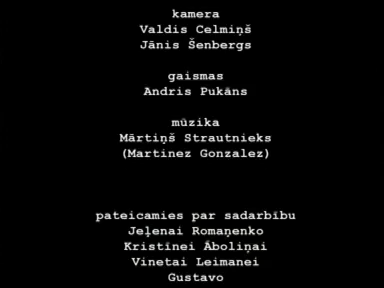 kamera
Valdis Celmiņš
Jānis Šenbergs
gaismas
Andris Pukāns
mūzika
Mārtiņš Strautnieks
(Martinez Gonzalez)
pateicamies par sadarbību
Jeļenai Romaņenko
Kristīnei Āboliņai
Vinetai Leimanei
Gustavo